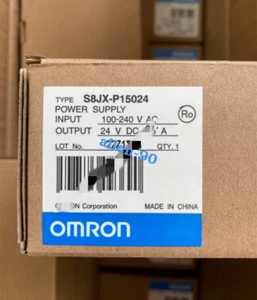 TYPE S8JX-P15024
POWER SUPPLY
INPUT 100-240 V AC
OUTPUT 24 V DC A
Ro
LOT No. QTY. 1
Corporation MADE IN CHINA
OMRON